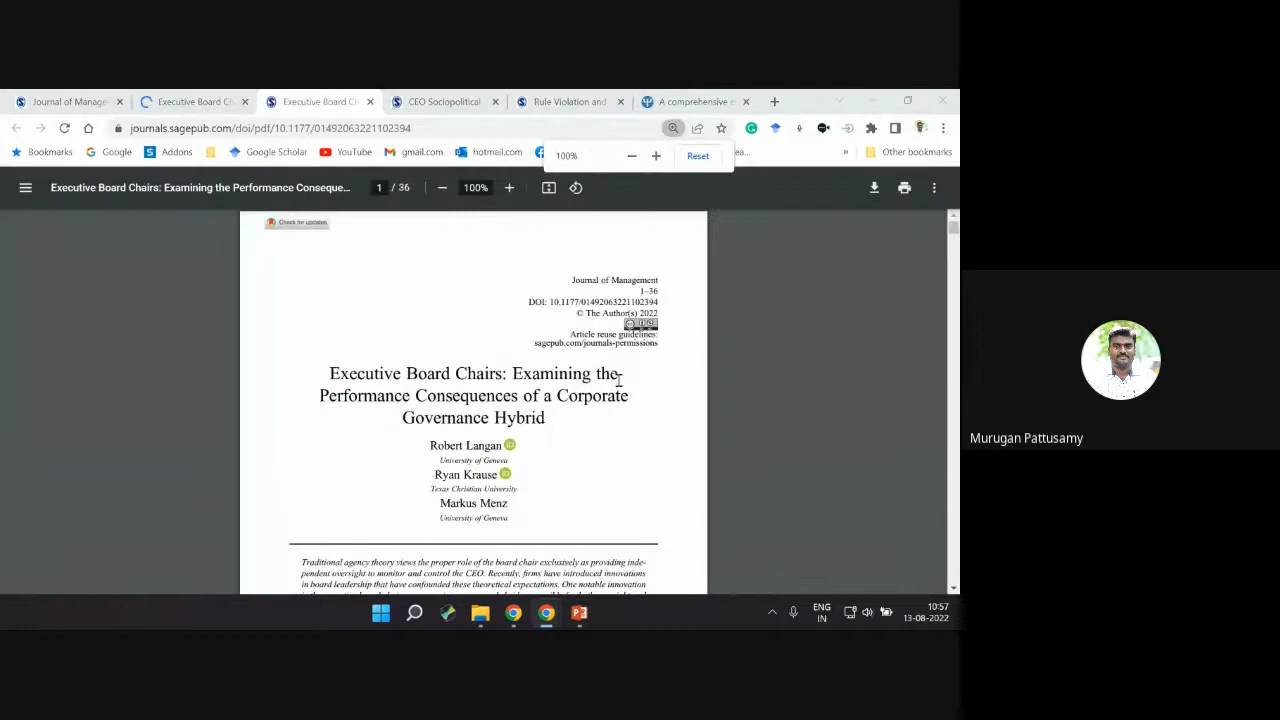 Journal of Manage
Executive Board Ch
Executive Board Ch
CEO Sociopolitical
Rule Violation and
A comprehensive e
journals.sagepub.com/doi/pdf/10.1177/01492063221102394
Bookmarks
Google
Addons
Google Scholar
YouTube
gmail.com
hotmail.com
100%
Reset
ea...
»
Other bookmarks
Executive Board Chairs: Examining the Performance Conseque...
1 / 36
100%
Check for updates
Journal of Management
1–36
DOI: 10.1177/01492063221102394
© The Author(s) 2022
Article reuse guidelines:
sagepub.com/journals-permissions
Executive Board Chairs: Examining the
Performance Consequences of a Corporate
Governance Hybrid
Robert Langan
University of Geneva
Ryan Krause
Texas Christian University
Markus Menz
University of Geneva
Traditional agency theory views the proper role of the board chair exclusively as providing inde-
pendent oversight to monitor and control the CEO. Recently, firms have introduced innovations
in board leadership that have confounded these theoretical expectations. One notable innovation
Murugan Pattusamy
ENG
IN
10:57
13-08-2022